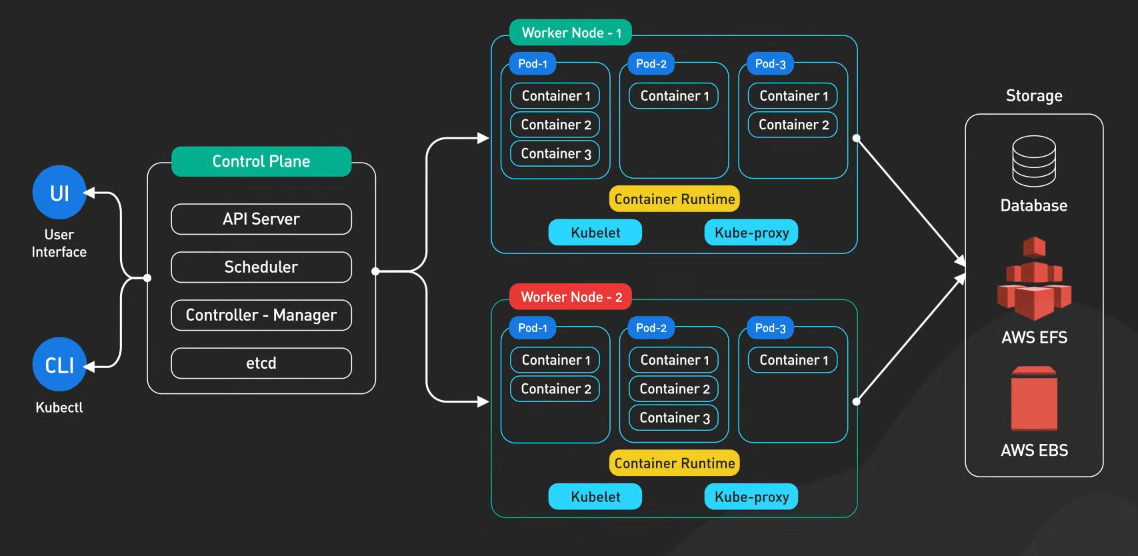 UI
User
Interface
CLI
Kubectl
Control Plane
API Server
Scheduler
Controller - Manager
etcd
Worker Node - 1
Pod-1
Container 1
Container 2
Container 3
Pod-2
Container 1
Pod-3
Container 1
Container 2
Container Runtime
Kubelet
Kube-proxy
Worker Node - 2
Pod-1
Container 1
Container 2
Pod-2
Container 1
Container 2
Container 3
Pod-3
Container 1
Container Runtime
Kubelet
Kube-proxy
Storage
Database
AWS EFS
AWS EBS